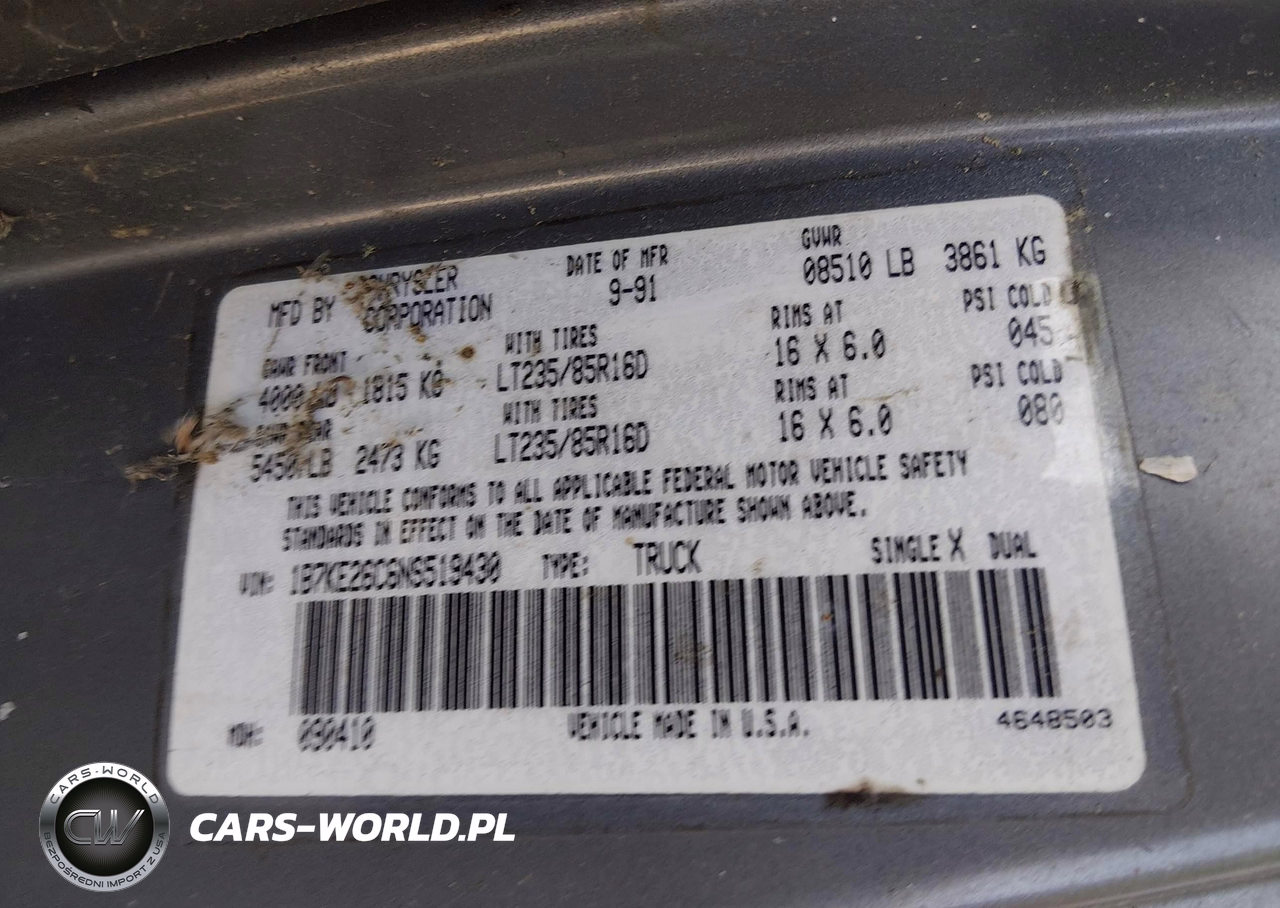 MFD BY CHRYSLER CORPORATION DATE OF MFR 9-91 GVWR 08510 LB 3861 KG
GAWR FRONT WITH TIRES RIMS AT PSI COLD
4000 LB 1815 KG LT235/85R16D 16 X 6.0 045
GAWR REAR WITH TIRES RIMS AT PSI COLD
5450 LB 2473 KG LT235/85R16D 16 X 6.0 080
THIS VEHICLE CONFORMS TO ALL APPLICABLE FEDERAL MOTOR VEHICLE SAFETY
STANDARDS IN EFFECT ON THE DATE OF MANUFACTURE SHOWN ABOVE.
VIN: 1B7KE26C6NS519430 TYPE: TRUCK SINGLE X DUAL
MDH: 090410 VEHICLE MADE IN U.S.A. 4648503
CARS-WORLD
CW
BEZPOŚREDNI IMPORT Z USA
CARS-WORLD.PL